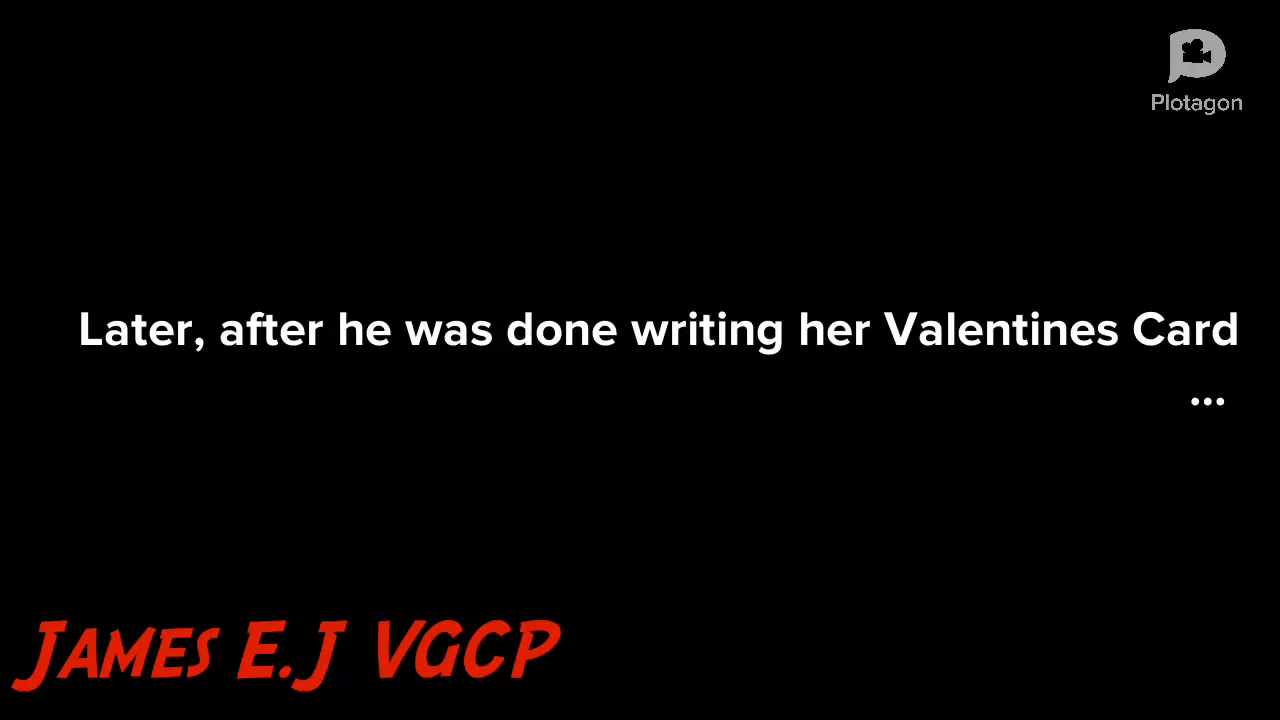 Plotagon
Later, after he was done writing her Valentines Card
...
JAMES E.J VGCP